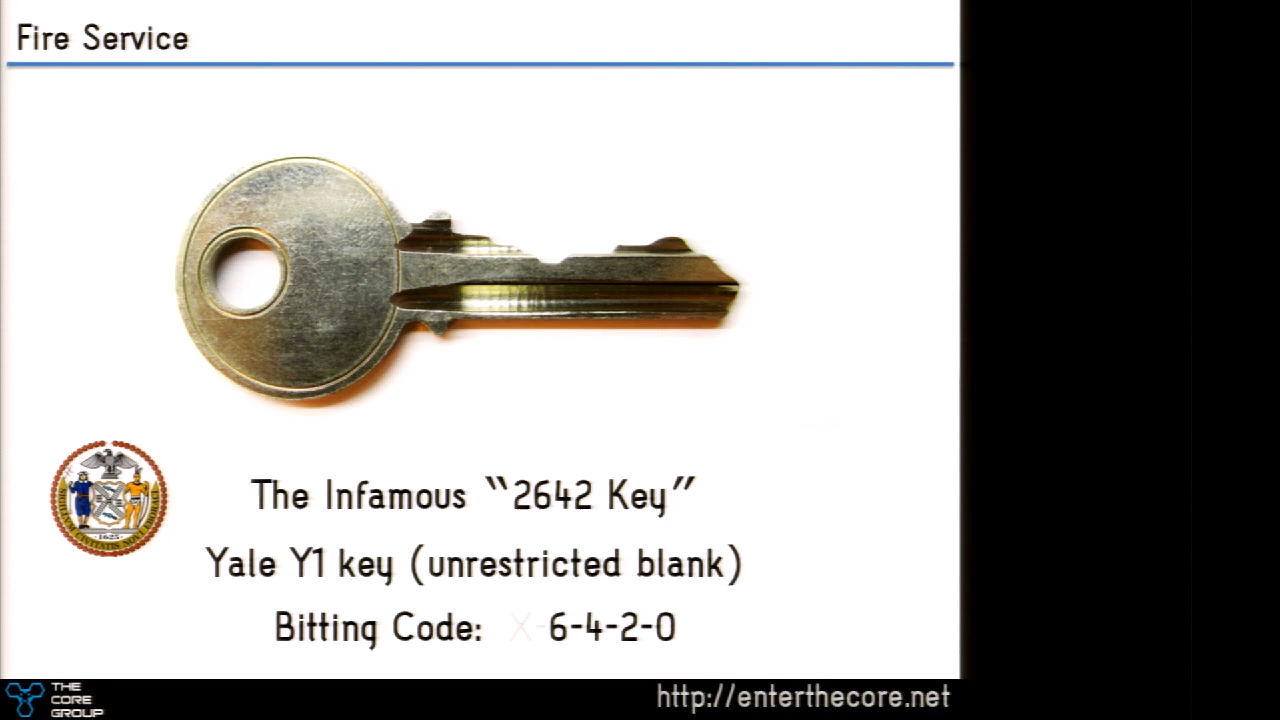 Fire Service
The Infamous “2642 Key”
Yale Y1 key (unrestricted blank)
Bitting Code: X-6-4-2-0
·1625·
THE
CORE
GROUP
http://enterthecore.net